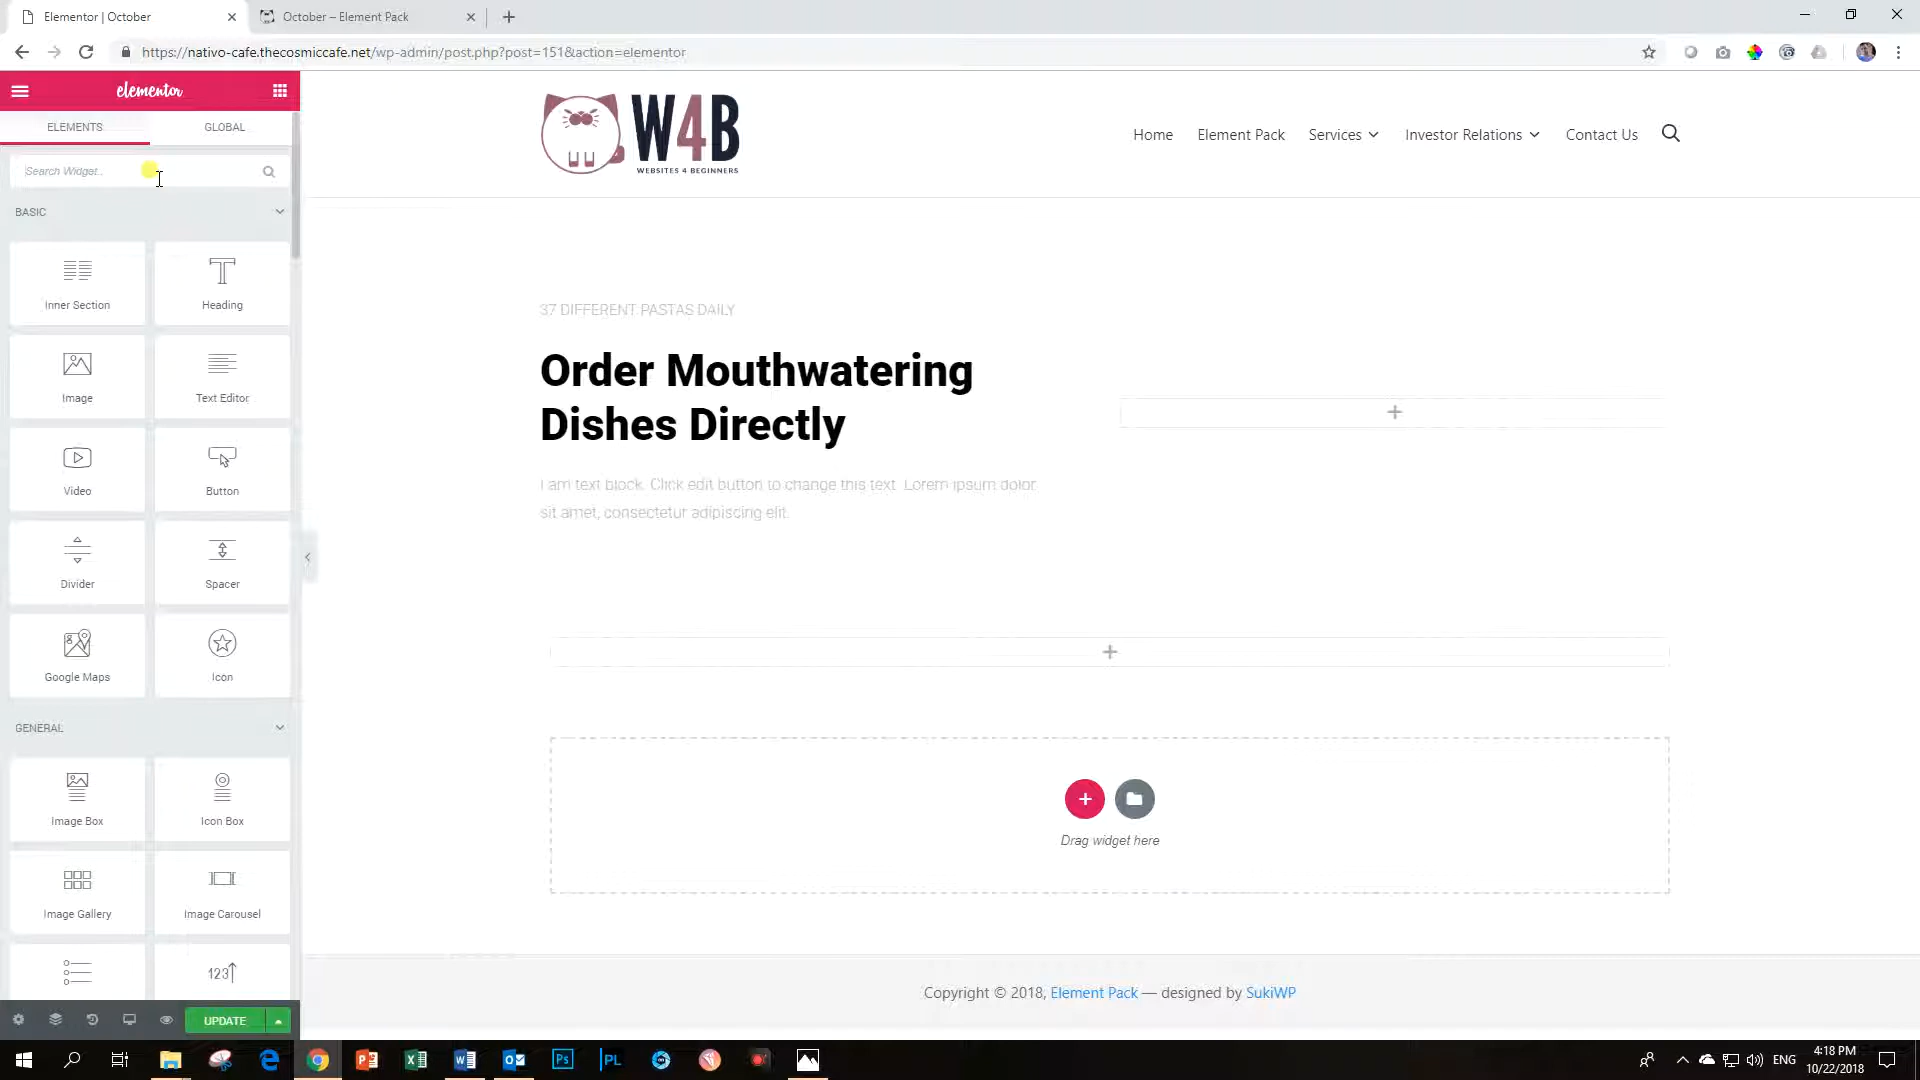 Elementor | October
October – Element Pack
https://nativo-cafe.thecosmiccafe.net/wp-admin/post.php?post=151&action=elementor
elementor
ELEMENTS
GLOBAL
Search Widget...
BASIC
Inner Section
Heading
Image
Text Editor
Video
Button
Divider
Spacer
Google Maps
Icon
GENERAL
Image Box
Icon Box
Image Gallery
Image Carousel
123
UPDATE
W4B
WEBSITES 4 BEGINNERS
Home
Element Pack
Services
Investor Relations
Contact Us
37 DIFFERENT PASTAS DAILY
Order Mouthwatering
Dishes Directly
I am text block. Click edit button to change this text. Lorem ipsum dolor
sit amet, consectetur adipiscing elit.
Drag widget here
Copyright © 2018, Element Pack — designed by SukiWP
Ps
PL
ENG
4:18 PM
10/22/2018